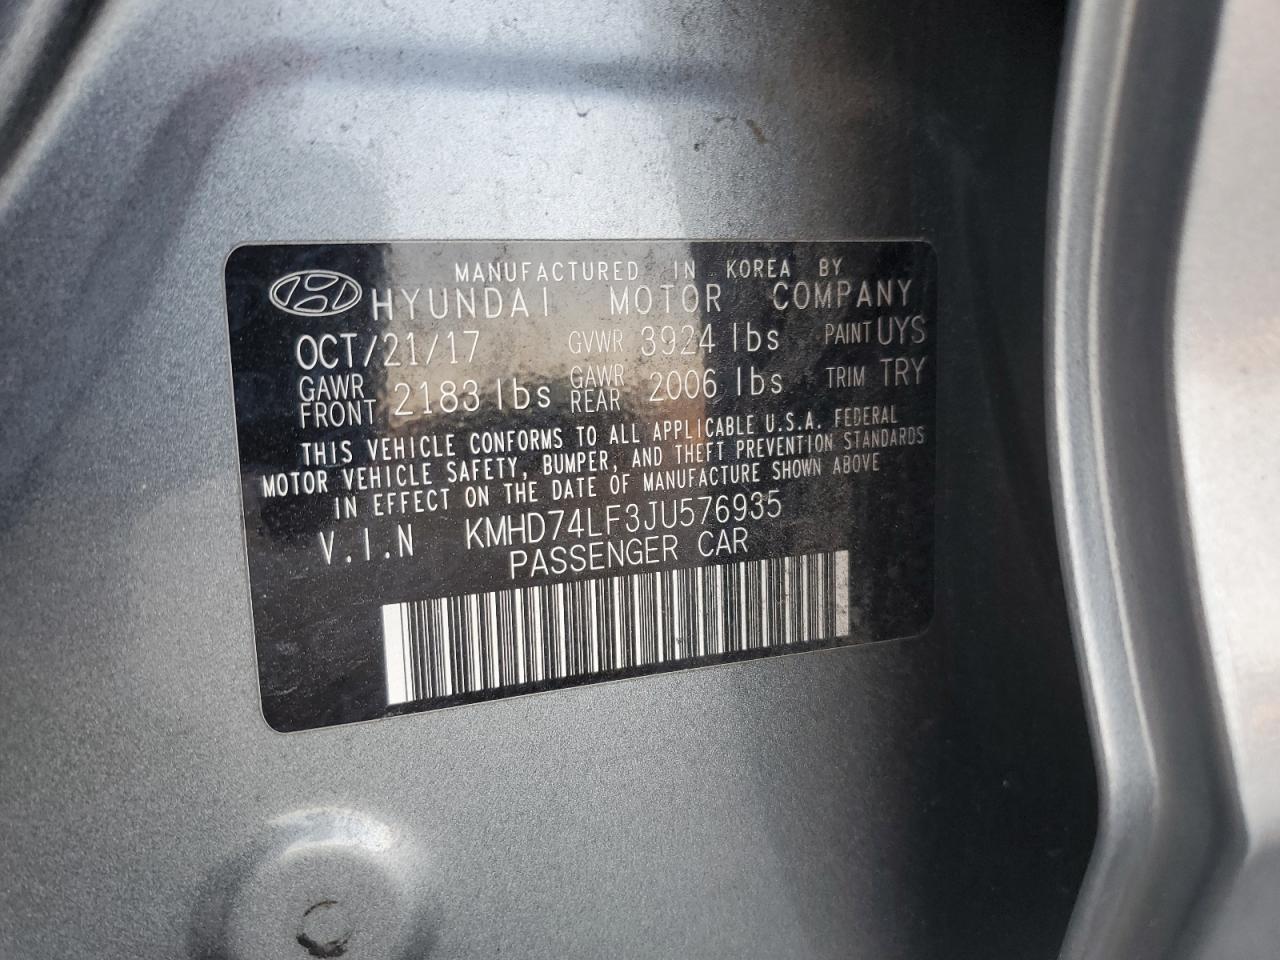 MANUFACTURED IN KOREA BY
HYUNDAI MOTOR COMPANY
OCT/21/17 GVWR 3924 lbs PAINT UYS
GAWR FRONT 2183 lbs GAWR REAR 2006 lbs TRIM TRY
THIS VEHICLE CONFORMS TO ALL APPLICABLE U.S.A. FEDERAL
MOTOR VEHICLE SAFETY, BUMPER, AND THEFT PREVENTION STANDARDS
IN EFFECT ON THE DATE OF MANUFACTURE SHOWN ABOVE
V.I.N KMHD74LF3JU576935
PASSENGER CAR